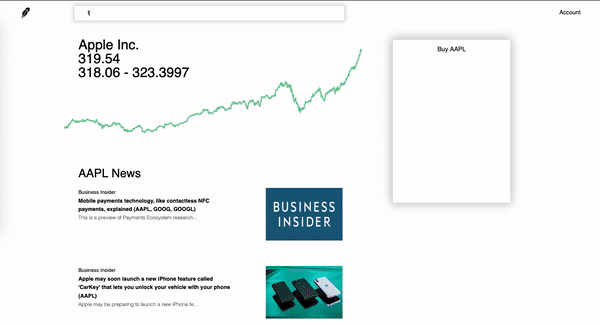 t
Account
Apple Inc.
319.54
318.06 - 323.3997
Buy AAPL
AAPL News
Business Insider
Mobile payments technology, like contactless NFC
payments, explained (AAPL, GOOG, GOOGL)
This is a preview of Payments Ecosystem research...
BUSINESS
INSIDER
Business Insider
Apple may soon launch a new iPhone feature called
'CarKey' that lets you unlock your vehicle with your phone
(AAPL)
Apple may be preparing to launch a new iPhone fe...